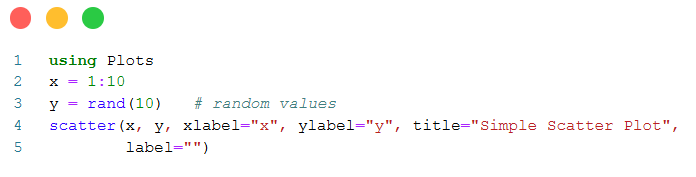 1 using Plots
2 x = 1:10
3 y = rand(10)   # random values
4 scatter(x, y, xlabel="x", ylabel="y", title="Simple Scatter Plot",
5         label="")